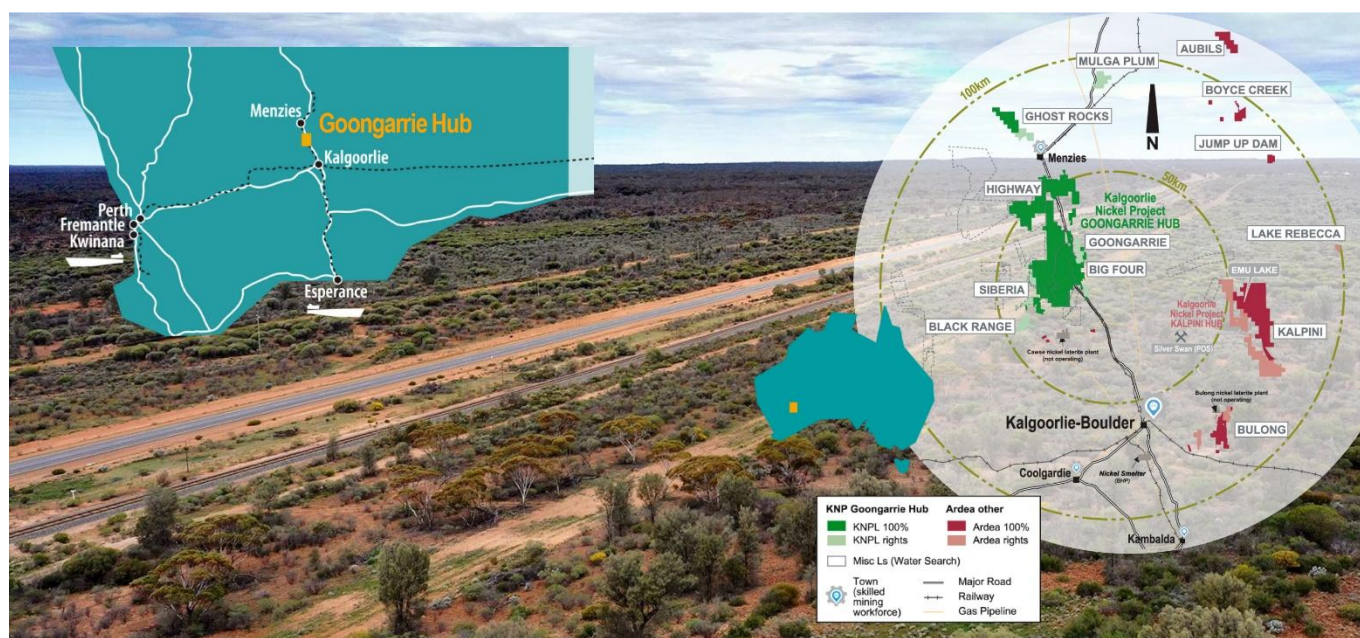 Menzies
Goongarrie Hub
Kalgoorlie
Perth
Fremantle
Kwinana
Esperance
100km
MULGA PLUM
AUBILS
BOYCE CREEK
GHOST ROCKS
N
JUMP UP DAM
Menzies
50km
HIGHWAY
Kalgoorlie
Nickel Project
GOONGARRIE HUB
LAKE REBECCA
GOONGARRIE
BIG FOUR
EMU LAKE
SIBERIA
Kalgoorlie
Nickel Project
KALPINI HUB
KALPINI
BLACK RANGE
Silver Swan (POS)
Cawse nickel laterite plant
(not operating)
Bulong nickel laterite plant
(not operating)
Kalgoorlie-Boulder
BULONG
Coolgardie
Nickel Smelter
(BHP)
Kambalda
KNP Goongarrie Hub
KNPL 100%
KNPL rights
Ardea other
Ardea 100%
Ardea rights
Misc Ls (Water Search)
Town
(skilled
mining
workforce)
Major Road
Railway
Gas Pipeline